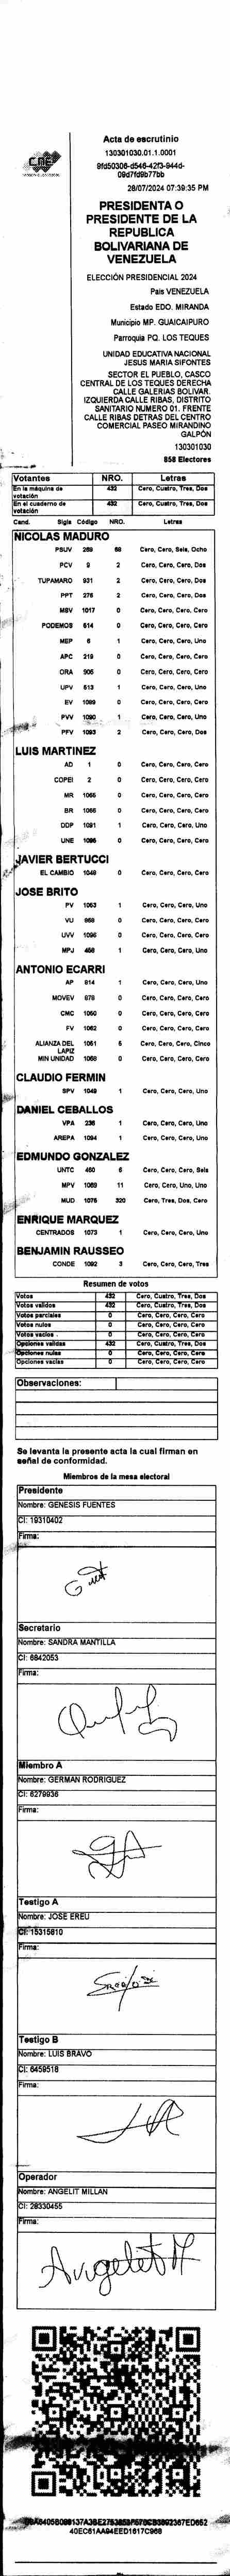 CNE
Acta de escrutinio
130301030.01.1.0001
9fd50308-d546-42f3-944d-
09d7fd9b77bb
28/07/2024 07:39:35 PM
PRESIDENTA O
PRESIDENTE DE LA
REPUBLICA
BOLIVARIANA DE
VENEZUELA
ELECCIÓN PRESIDENCIAL 2024
Pais VENEZUELA
Estado EDO. MIRANDA
Municipio MP. GUAICAIPURO
Parroquia PQ. LOS TEQUES
UNIDAD EDUCATIVA NACIONAL
JESUS MARIA SIFONTES
SECTOR EL PUEBLO, CASCO
CENTRAL DE LOS TEQUES DERECHA
CALLE GALERIAS BOLIVAR.
IZQUIERDA CALLE RIBAS, DISTRITO
SANITARIO NUMERO 01. FRENTE
CALLE RIBAS DETRAS DEL CENTRO
COMERCIAL PASEO MIRANDINO
GALPÓN
130301030
858 Electores
Votantes NRO. Letras
En la máquina de votación 432 Cero, Cuatro, Tres, Dos
En el cuaderno de votación 432 Cero, Cuatro, Tres, Dos
Cand. Sigla Código NRO. Letras
NICOLAS MADURO
PSUV 289 68 Cero, Cero, Seis, Ocho
PCV 9 2 Cero, Cero, Cero, Dos
TUPAMARO 931 2 Cero, Cero, Cero, Dos
PPT 276 2 Cero, Cero, Cero, Dos
MSV 1017 0 Cero, Cero, Cero, Cero
PODEMOS 614 0 Cero, Cero, Cero, Cero
MEP 6 1 Cero, Cero, Cero, Uno
APC 219 0 Cero, Cero, Cero, Cero
ORA 906 0 Cero, Cero, Cero, Cero
UPV 613 1 Cero, Cero, Cero, Uno
EV 1099 0 Cero, Cero, Cero, Cero
PVV 1090 1 Cero, Cero, Cero, Uno
PFV 1093 2 Cero, Cero, Cero, Dos
LUIS MARTINEZ
AD 1 0 Cero, Cero, Cero, Cero
COPEI 2 0 Cero, Cero, Cero, Cero
MR 1066 0 Cero, Cero, Cero, Cero
BR 1086 0 Cero, Cero, Cero, Cero
DDP 1091 1 Cero, Cero, Cero, Uno
UNE 1095 0 Cero, Cero, Cero, Cero
JAVIER BERTUCCI
EL CAMBIO 1048 0 Cero, Cero, Cero, Cero
JOSE BRITO
PV 1063 1 Cero, Cero, Cero, Uno
VU 969 0 Cero, Cero, Cero, Cero
UVV 1096 0 Cero, Cero, Cero, Cero
MPJ 468 1 Cero, Cero, Cero, Uno
ANTONIO ECARRI
AP 814 1 Cero, Cero, Cero, Uno
MOVEV 878 0 Cero, Cero, Cero, Cero
CMC 1050 0 Cero, Cero, Cero, Cero
FV 1062 0 Cero, Cero, Cero, Cero
ALIANZA DEL LAPIZ 1051 5 Cero, Cero, Cero, Cinco
MIN UNIDAD 1068 0 Cero, Cero, Cero, Cero
CLAUDIO FERMIN
SPV 1049 1 Cero, Cero, Cero, Uno
DANIEL CEBALLOS
VPA 236 1 Cero, Cero, Cero, Uno
AREPA 1094 1 Cero, Cero, Cero, Uno
EDMUNDO GONZALEZ
UNTC 460 6 Cero, Cero, Cero, Seis
MPV 1089 11 Cero, Cero, Uno, Uno
MUD 1076 320 Cero, Tres, Dos, Cero
ENRIQUE MARQUEZ
CENTRADOS 1073 1 Cero, Cero, Cero, Uno
BENJAMIN RAUSSEO
CONDE 1092 3 Cero, Cero, Cero, Tres
Resumen de votos
Votos 432 Cero, Cuatro, Tres, Dos
Votos validos 432 Cero, Cuatro, Tres, Dos
Votos parciales 0 Cero, Cero, Cero, Cero
Votos nulos 0 Cero, Cero, Cero, Cero
Votos vacios 0 Cero, Cero, Cero, Cero
Opciones validas 432 Cero, Cuatro, Tres, Dos
Opciones nulas 0 Cero, Cero, Cero, Cero
Opciones vacias 0 Cero, Cero, Cero, Cero
Observaciones:
Se levanta la presente acta la cual firman en
señal de conformidad.
Miembros de la mesa electoral
Presidente
Nombre: GENESIS FUENTES
CI: 19310402
Firma:
Secretario
Nombre: SANDRA MANTILLA
CI: 6842053
Firma:
Miembro A
Nombre: GERMAN RODRIGUEZ
CI: 6279936
Firma:
Testigo A
Nombre: JOSE EREU
CI: 15315810
Firma:
Testigo B
Nombre: LUIS BRAVO
CI: 6459518
Firma:
Operador
Nombre: ANGELIT MILLAN
CI: 28330455
Firma:
Angelit M
40EC61AA94EED1617C968